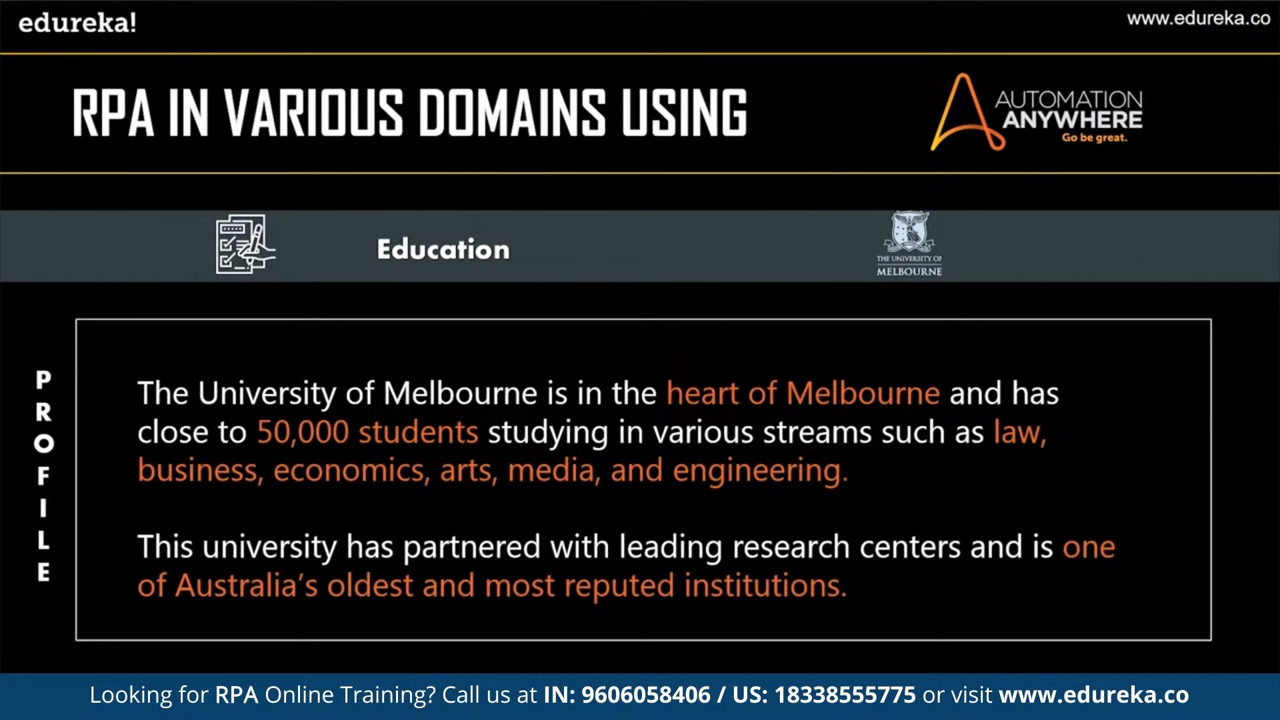 edureka!
www.edureka.co
RPA IN VARIOUS DOMAINS USING
AUTOMATION
ANYWHERE
Go be great.
Education
THE UNIVERSITY OF
MELBOURNE
PROFILE
The University of Melbourne is in the heart of Melbourne and has
close to 50,000 students studying in various streams such as law,
business, economics, arts, media, and engineering.
This university has partnered with leading research centers and is one
of Australia’s oldest and most reputed institutions.
Looking for RPA Online Training? Call us at IN: 9606058406 / US: 18338555775 or visit www.edureka.co